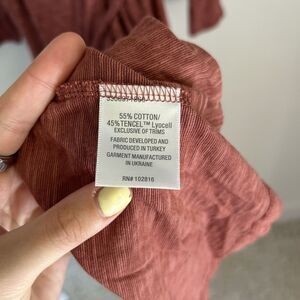 55% COTTON/
45%TENCEL™ Lyocell
EXCLUSIVE OF TRIMS
FABRIC DEVELOPED AND
PRODUCED IN TURKEY
GARMENT MANUFACTURED
IN UKRAINE
RN# 102816